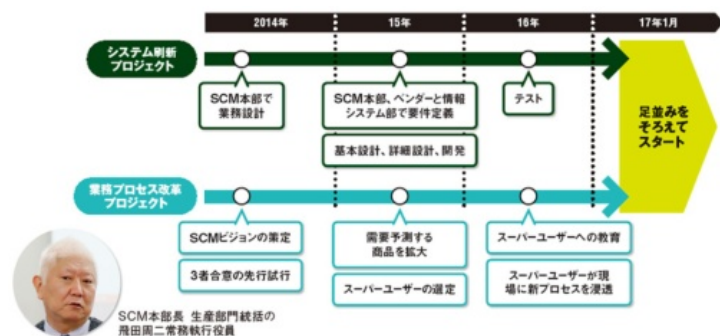 2014年
15年
16年
17年1月
システム刷新
プロジェクト
SCM本部で
業務設計
SCM本部、ベンダーと情報
システム部で要件定義
基本設計、詳細設計、開発
テスト
足並みを
そろえて
スタート
業務プロセス改革
プロジェクト
SCMビジョンの策定
3者合意の先行試行
需要予測する
商品を拡大
スーパーユーザーの選定
スーパーユーザーへの教育
スーパーユーザーが現
場に新プロセスを浸透
SCM本部長 生産部門統括の
飛田周二常務執行役員